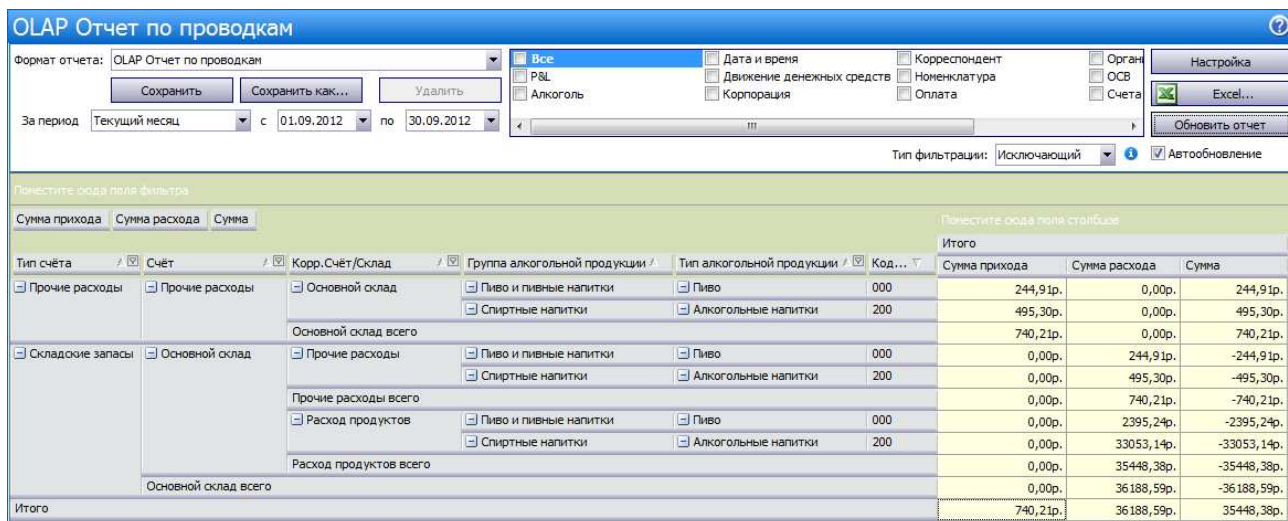 OLAP Отчет по проводкам
Формат отчета: OLAP Отчет по проводкам
Сохранить Сохранить как... Удалить
За период Текущий месяц с 01.09.2012 по 30.09.2012
Все Дата и время Корреспондент Органи
P&L Движение денежных средств Номенклатура ОСВ
Алкоголь Корпорация Оплата Счета
Настройка
Excel...
Обновить отчет
Тип фильтрации: Исключающий Автообновление
Поместите сюда поля фильтра
Сумма прихода Сумма расхода Сумма Поместите сюда поля столбцов
Итого
Тип счёта Счёт Корр.Счёт/Склад Группа алкогольной продукции Тип алкогольной продукции Код... Сумма прихода Сумма расхода Сумма
Прочие расходы Прочие расходы Основной склад Пиво и пивные напитки Пиво 000 244,91р. 0,00р. 244,91р.
Спиртные напитки Алкогольные напитки 200 495,30р. 0,00р. 495,30р.
Основной склад всего 740,21р. 0,00р. 740,21р.
Складские запасы Основной склад Прочие расходы Пиво и пивные напитки Пиво 000 0,00р. 244,91р. -244,91р.
Спиртные напитки Алкогольные напитки 200 0,00р. 495,30р. -495,30р.
Прочие расходы всего 0,00р. 740,21р. -740,21р.
Расход продуктов Пиво и пивные напитки Пиво 000 0,00р. 2395,24р. -2395,24р.
Спиртные напитки Алкогольные напитки 200 0,00р. 33053,14р. -33053,14р.
Расход продуктов всего 0,00р. 35448,38р. -35448,38р.
Основной склад всего 0,00р. 36188,59р. -36188,59р.
Итого 740,21р. 36188,59р. 35448,38р.